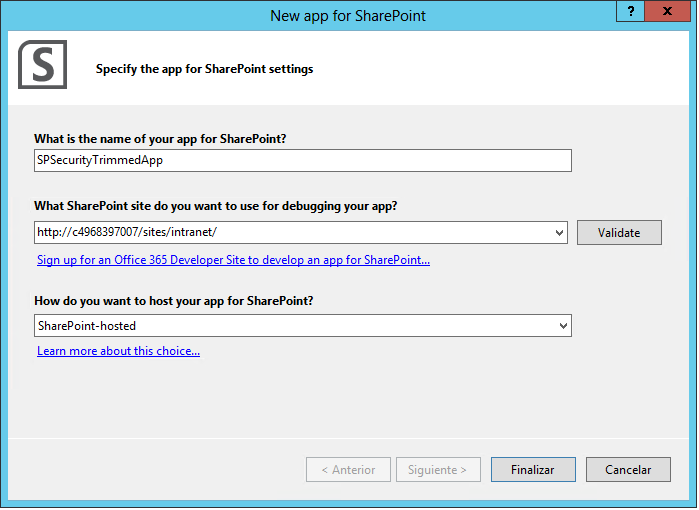 New app for SharePoint
? x
S
Specify the app for SharePoint settings
What is the name of your app for SharePoint?
SPSecurityTrimmedApp
What SharePoint site do you want to use for debugging your app?
http://c4968397007/sites/intranet/
Validate
Sign up for an Office 365 Developer Site to develop an app for SharePoint...
How do you want to host your app for SharePoint?
SharePoint-hosted
Learn more about this choice...
< Anterior Siguiente > Finalizar Cancelar